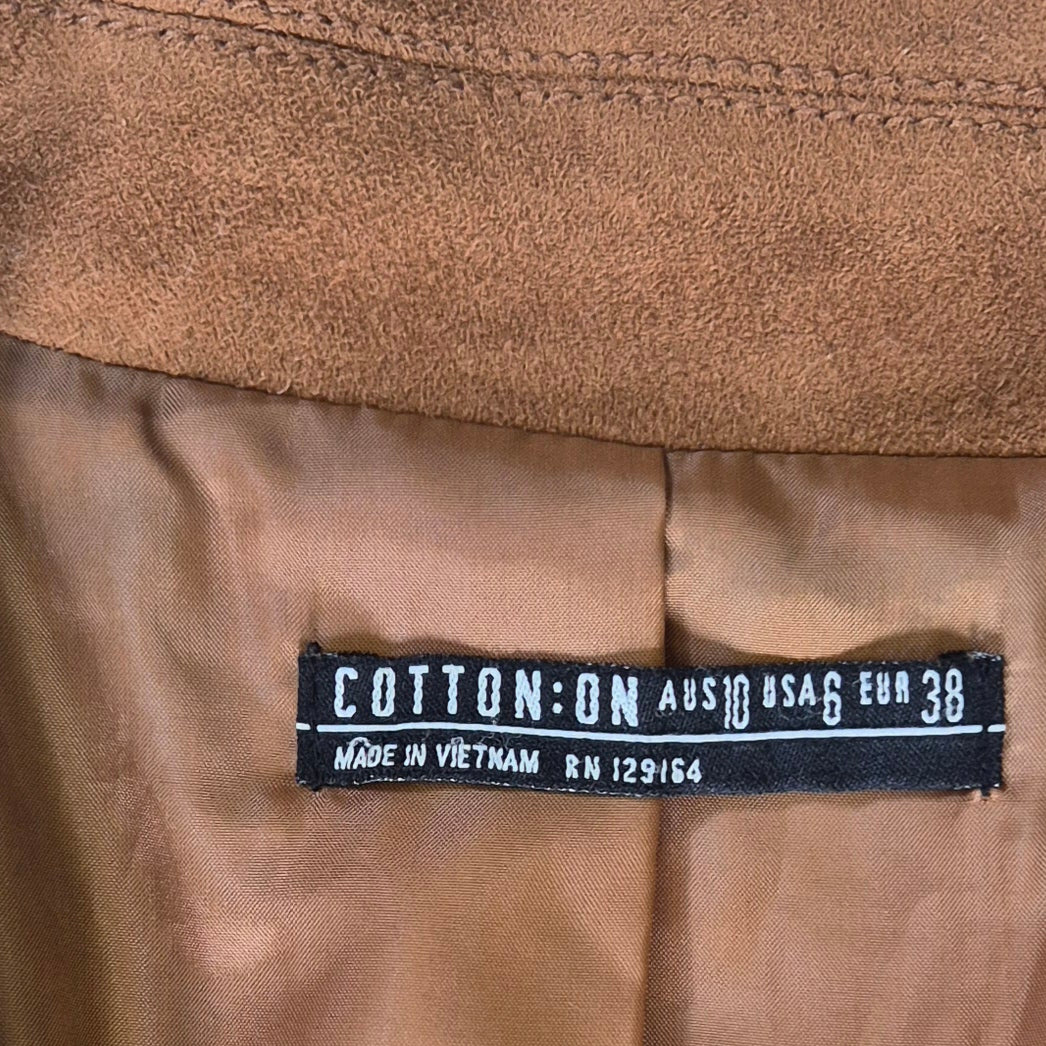 COTTON:ON AUS 10 USA 6 EUR 38
MADE IN VIETNAM RN 129164